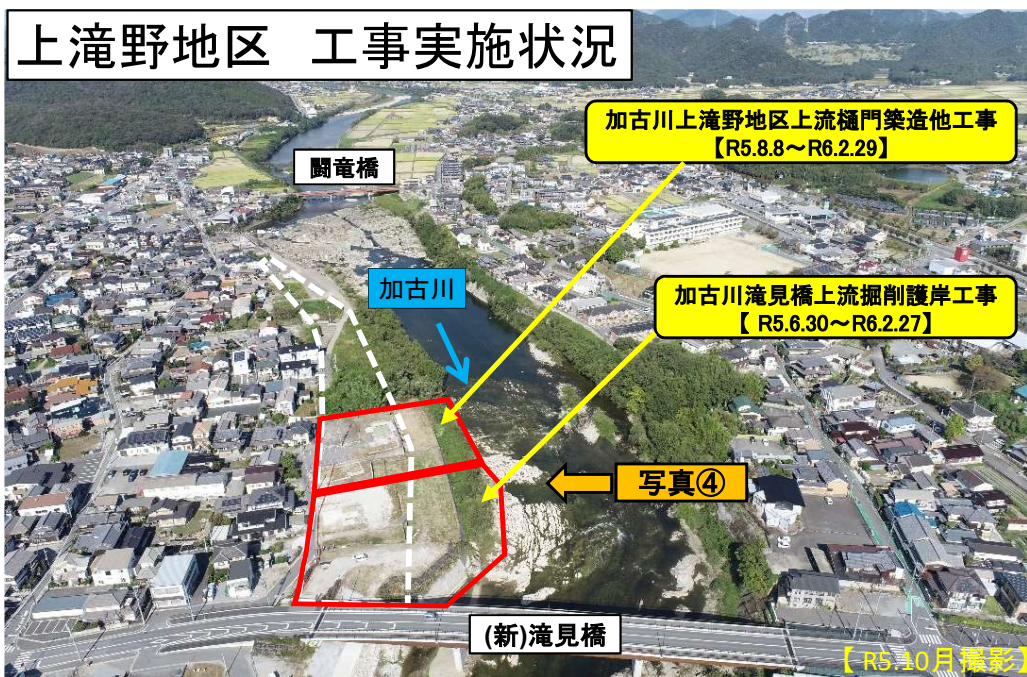 上滝野地区　工事実施状況
加古川上滝野地区上流樋門築造他工事
【R5.8.8～R6.2.29】
闘竜橋
加古川
加古川滝見橋上流掘削護岸工事
【 R5.6.30～R6.2.27】
写真④
(新)滝見橋
【 R5.10月撮影】